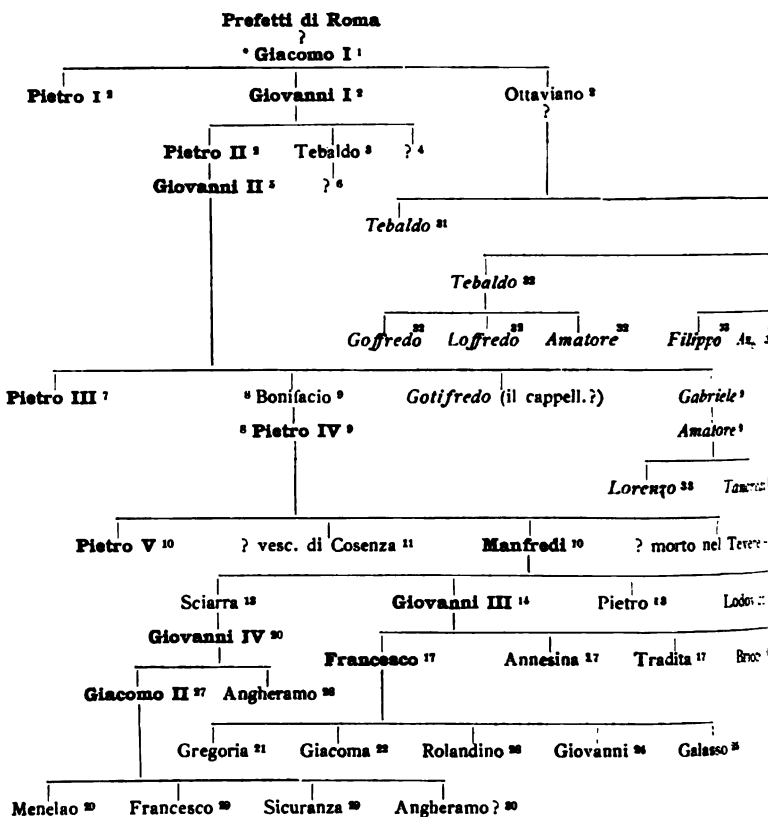 Prefetti di Roma
?
* Giacomo I 1
Pietro I 2 Giovanni I 2 Ottaviano 2
?
Pietro II 2 Tebaldo 3 ? 4
Giovanni II 5 ? 6
Tebaldo 31
Tebaldo 32
Goffredo 32 Loffredo 32 Amatore 32 Filippo 33
Pietro III 7 8 Bonifacio 9 Gotifredo (il cappell.?) Gabriele 9
8 Pietro IV 9 Amatore 9
Lorenzo 33
Pietro V 10 ? vesc. di Cosenza 11 Manfredi 10 ? morto nel Tevere
Sciarra 13 Giovanni III 14 Pietro 13
Giovanni IV 20
Francesco 17 Annesina 17 Tradita 17
Giacomo II 27 Angheramo 28
Gregoria 21 Giacoma 22 Rolandino 23 Giovanni 24 Galasso 25
Menelao 29 Francesco 29 Sicuranza 29 Angheramo ? 30